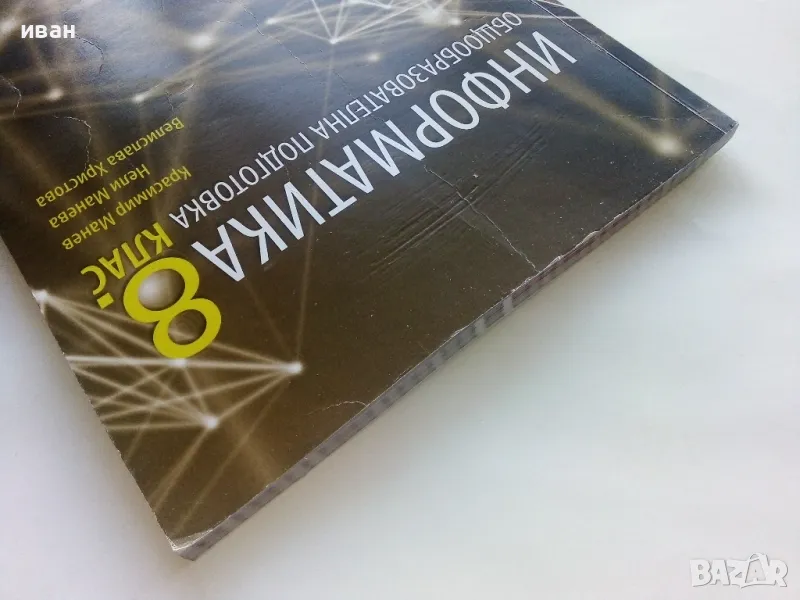 иван
Красимир Манев
Нели Манева
Велислава Христова
ИНФОРМАТИКА
ОБЩООБРАЗОВАТЕЛНА ПОДГОТОВКА
8.
КЛАС
BAZAR